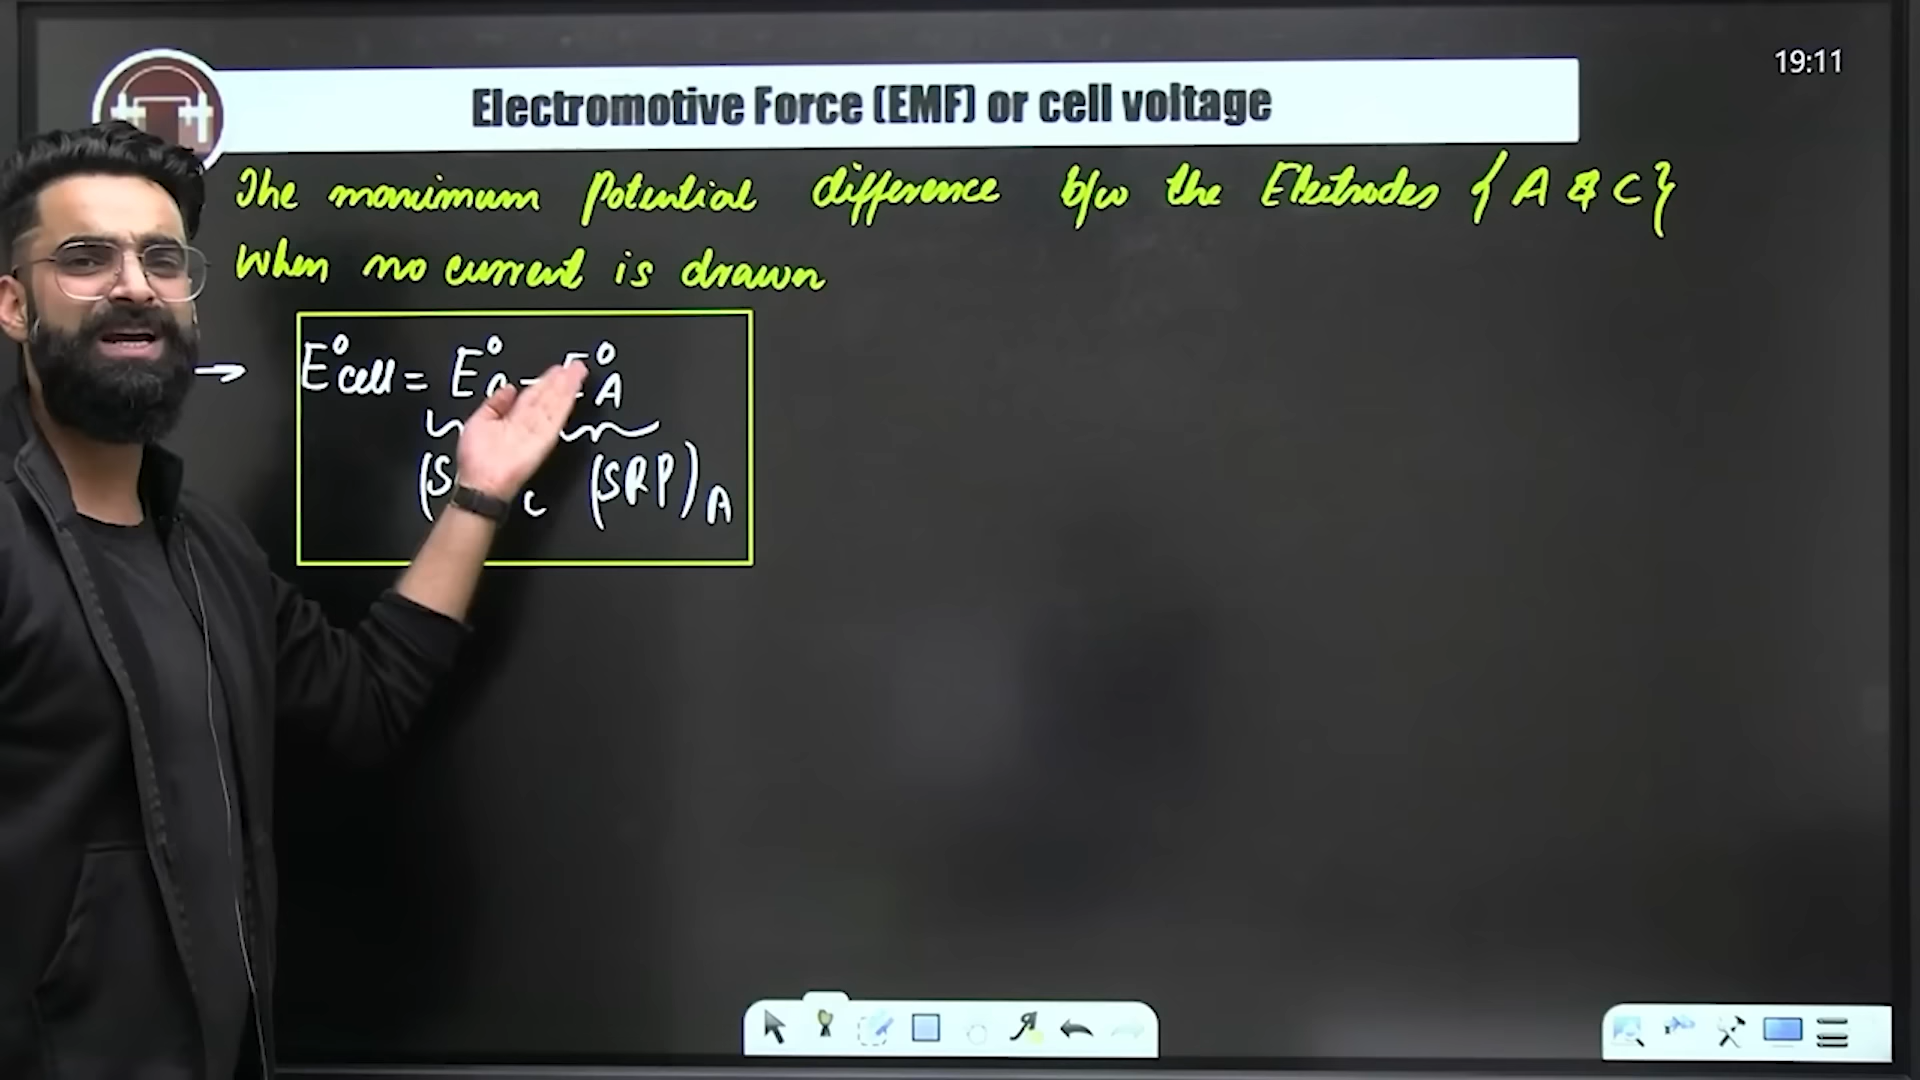 19:11
Electromotive Force (EMF) or cell voltage
The maximum potential difference b/w the Electrodes { A & C }
When no current is drawn
→ E°cell = E° - E°A
C (SRP)A